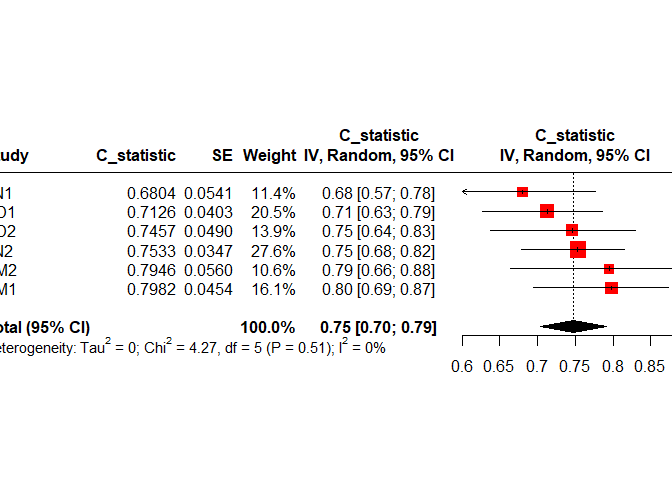 C_statistic C_statistic
udy C_statistic SE Weight IV, Random, 95% CI IV, Random, 95% CI
N1 0.6804 0.0541 11.4% 0.68 [0.57; 0.78]
O1 0.7126 0.0403 20.5% 0.71 [0.63; 0.79]
O2 0.7457 0.0490 13.9% 0.75 [0.64; 0.83]
N2 0.7533 0.0347 27.6% 0.75 [0.68; 0.82]
M2 0.7946 0.0560 10.6% 0.79 [0.66; 0.88]
M1 0.7982 0.0454 16.1% 0.80 [0.69; 0.87]
otal (95% CI) 100.0% 0.75 [0.70; 0.79]
eterogeneity: Tau² = 0; Chi² = 4.27, df = 5 (P = 0.51); I² = 0%
0.6 0.65 0.7 0.75 0.8 0.85